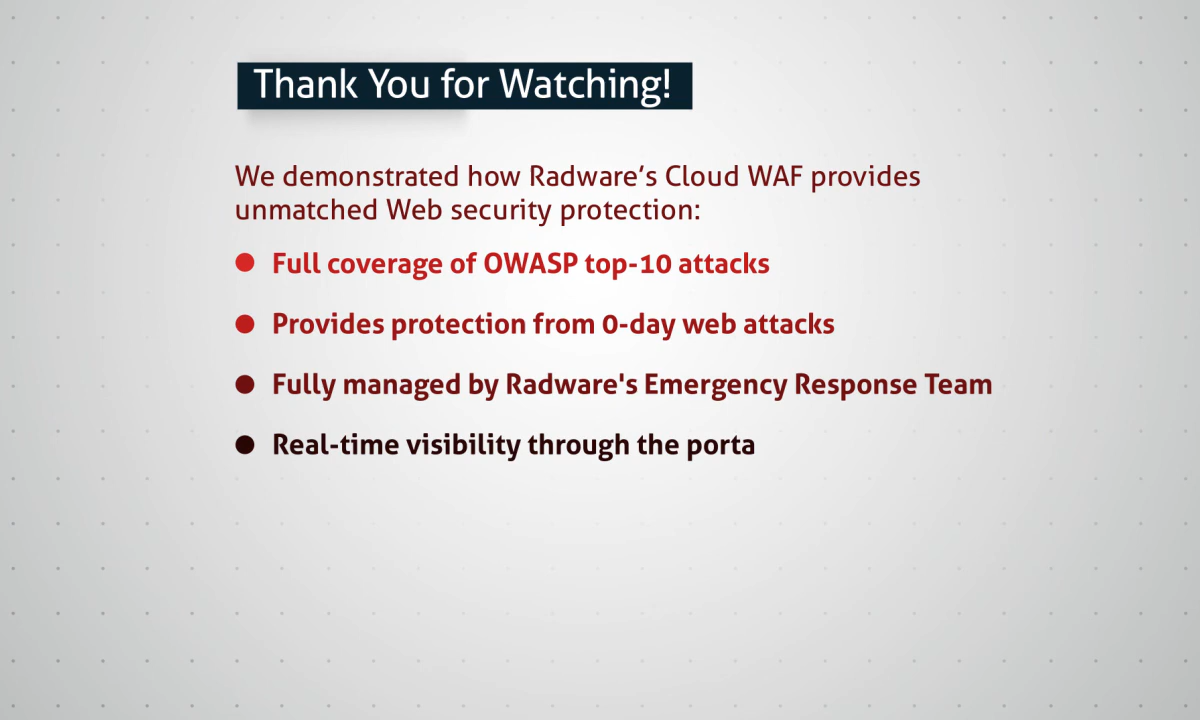 Thank You for Watching!
We demonstrated how Radware’s Cloud WAF provides
unmatched Web security protection:
● Full coverage of OWASP top-10 attacks
● Provides protection from 0-day web attacks
● Fully managed by Radware's Emergency Response Team
● Real-time visibility through the porta